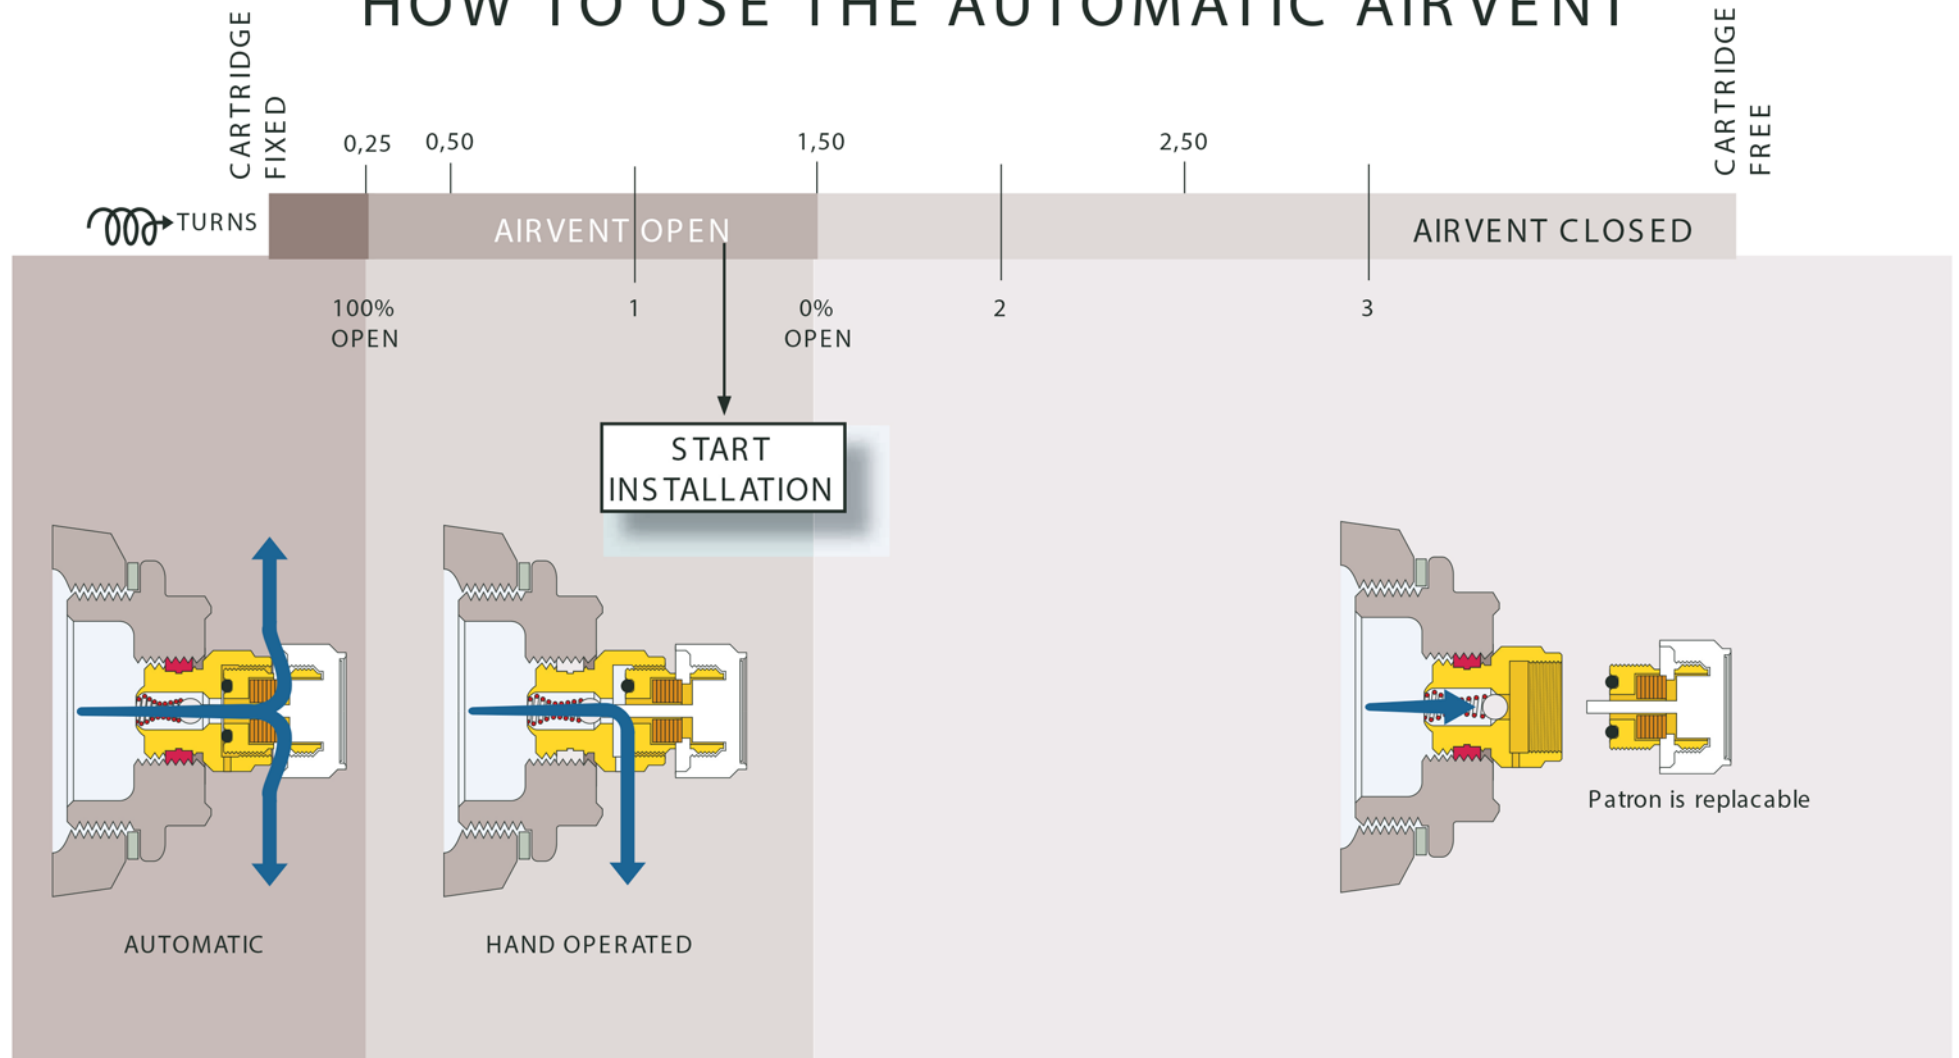 HOW TO USE THE AUTOMATIC AIRVENT
CARTRIDGE
FIXED
CARTRIDGE
FREE
0,25
0,50
1,50
2,50
TURNS
AIRVENT OPEN
AIRVENT CLOSED
100%
OPEN
1
0%
OPEN
2
3
START
INSTALLATION
Patron is replacable
AUTOMATIC
HAND OPERATED